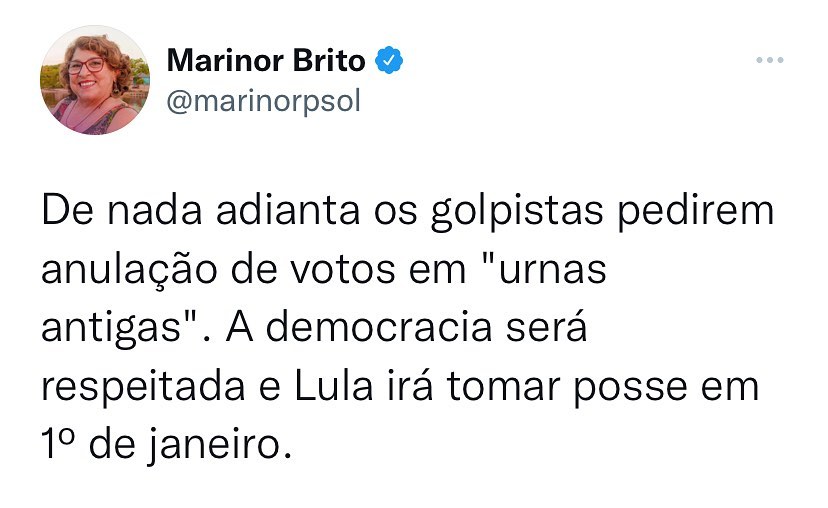 Marinor Brito
@marinorpsol
De nada adianta os golpistas pedirem
anulação de votos em "urnas
antigas". A democracia será
respeitada e Lula irá tomar posse em
1º de janeiro.